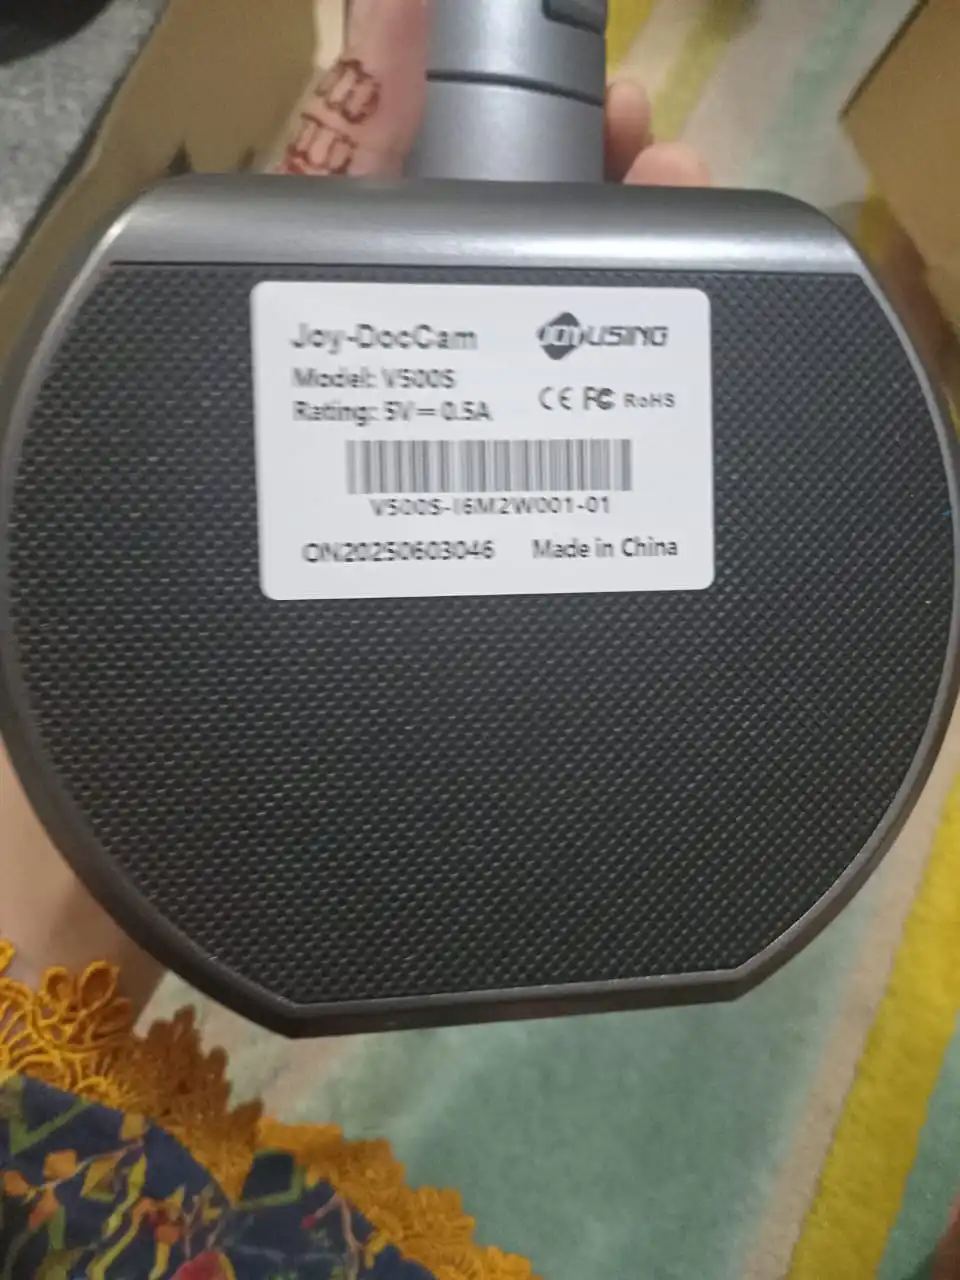 Joy-DocCam
JOYUSING
Model: V500S
Rating: 5V⎓0.5A
CE FC RoHS
V500S-I6M2W001-01
ON20250603046
Made in China